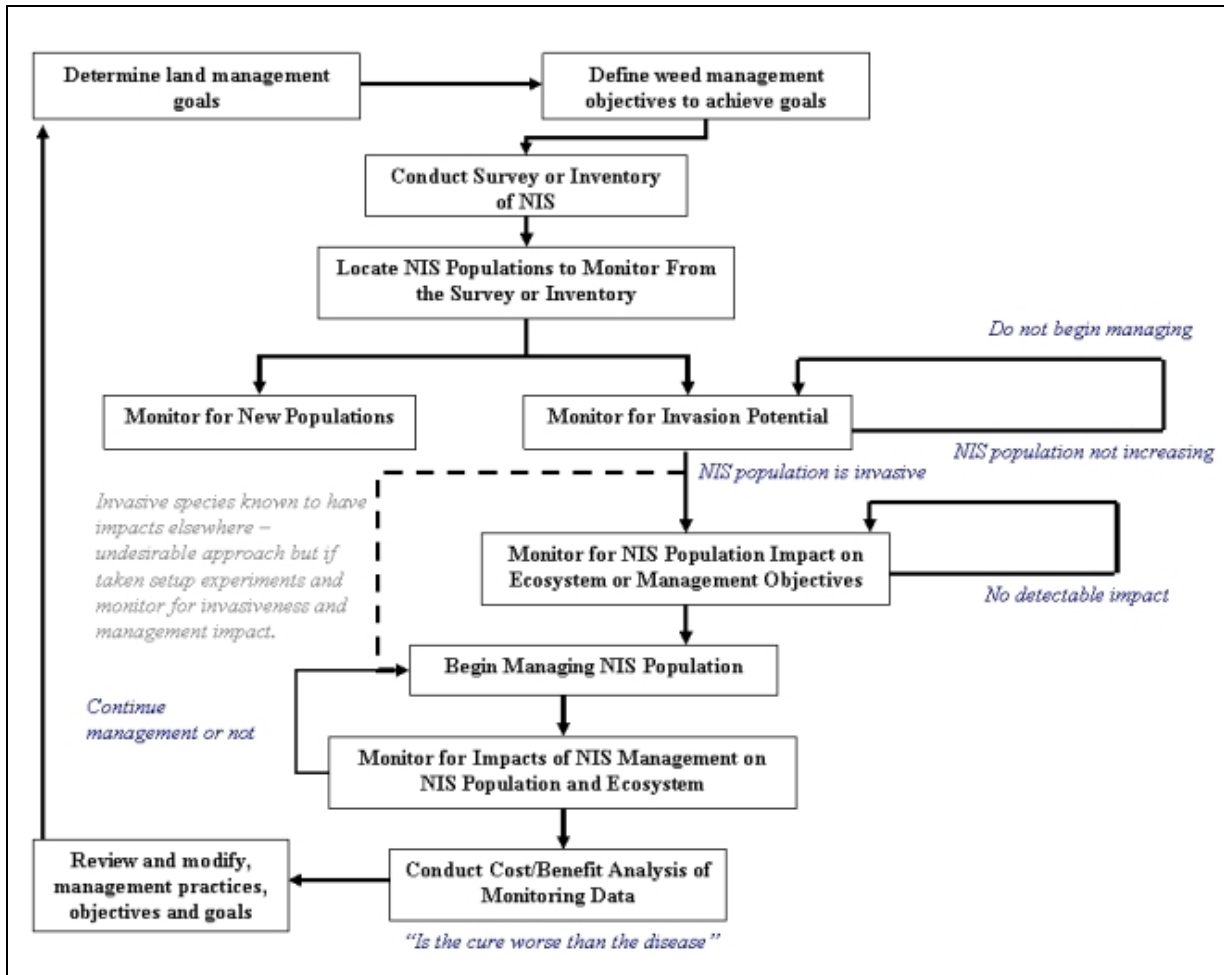 Determine land management
goals
Define weed management
objectives to achieve goals
Conduct Survey or Inventory
of NIS
Locate NIS Populations to Monitor From
the Survey or Inventory
Do not begin managing
Monitor for New Populations
Monitor for Invasion Potential
NIS population not increasing
NIS population is invasive
Invasive species known to have
impacts elsewhere –
undesirable approach but if
taken setup experiments and
monitor for invasiveness and
management impact.
Monitor for NIS Population Impact on
Ecosystem or Management Objectives
No detectable impact
Begin Managing NIS Population
Continue
management or not
Monitor for Impacts of NIS Management on
NIS Population and Ecosystem
Review and modify,
management practices,
objectives and goals
Conduct Cost/Benefit Analysis of
Monitoring Data
“Is the cure worse than the disease”